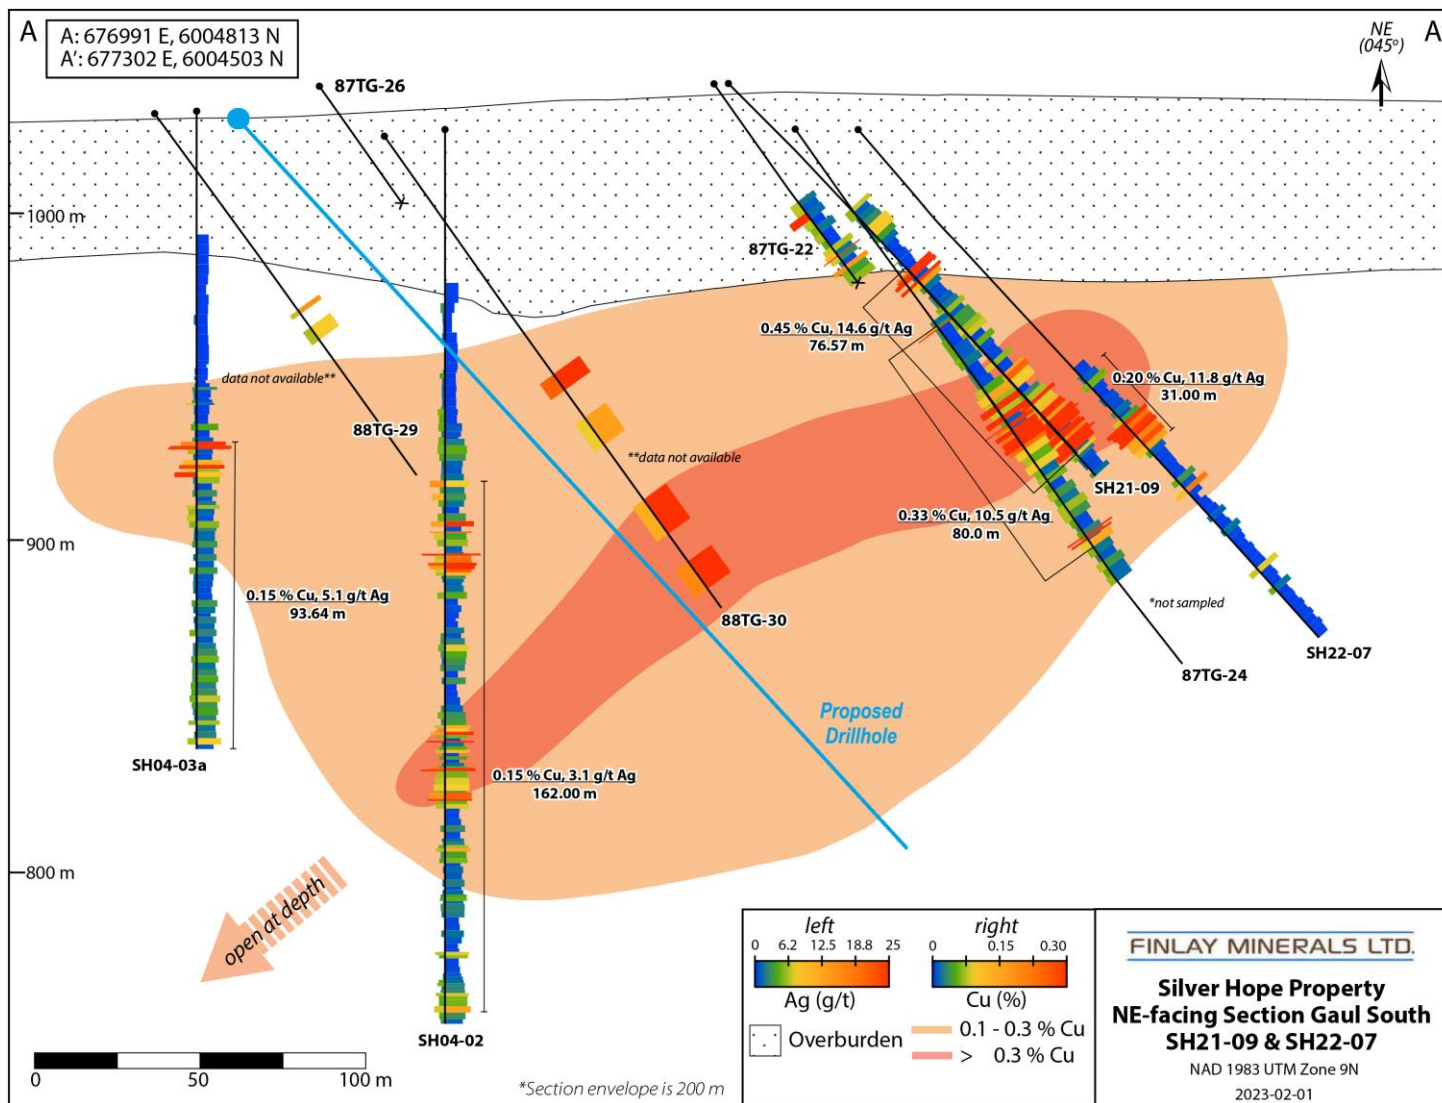 A
A: 676991 E, 6004813 N
A': 677302 E, 6004503 N
NE
(045°)
A
87TG-26
1000 m
87TG-22
0.45 % Cu, 14.6 g/t Ag
76.57 m
data not available**
0.20 % Cu, 11.8 g/t Ag
31.00 m
88TG-29
**data not available
SH21-09
900 m
0.33 % Cu, 10.5 g/t Ag
80.0 m
0.15 % Cu, 5.1 g/t Ag
93.64 m
*not sampled
88TG-30
SH22-07
87TG-24
Proposed
Drillhole
SH04-03a
0.15 % Cu, 3.1 g/t Ag
162.00 m
800 m
open at depth
SH04-02
left
0 6.2 12.5 18.8 25
Ag (g/t)
right
0 0.15 0.30
Cu (%)
Overburden
0.1 - 0.3 % Cu
> 0.3 % Cu
FINLAY MINERALS LTD.
Silver Hope Property
NE-facing Section Gaul South
SH21-09 & SH22-07
NAD 1983 UTM Zone 9N
2023-02-01
0 50 100 m
*Section envelope is 200 m